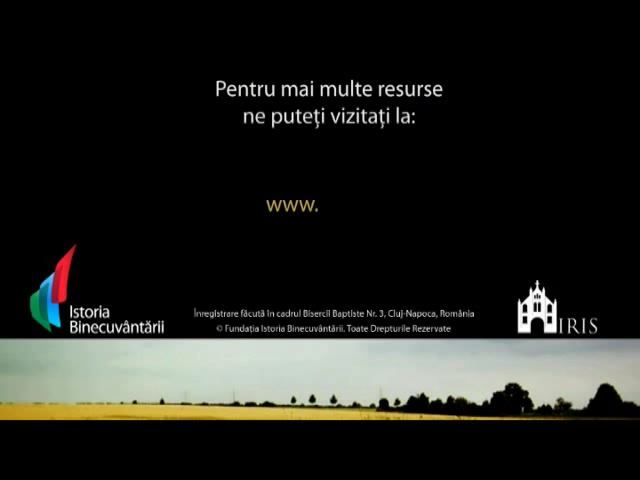 Pentru mai multe resurse
ne puteți vizitați la:
www.
Istoria
Binecuvântării
Înregistrare făcută în cadrul Bisericii Baptiste Nr. 3, Cluj-Napoca, România
© Fundația Istoria Binecuvântării. Toate Drepturile Rezervate
IRIS